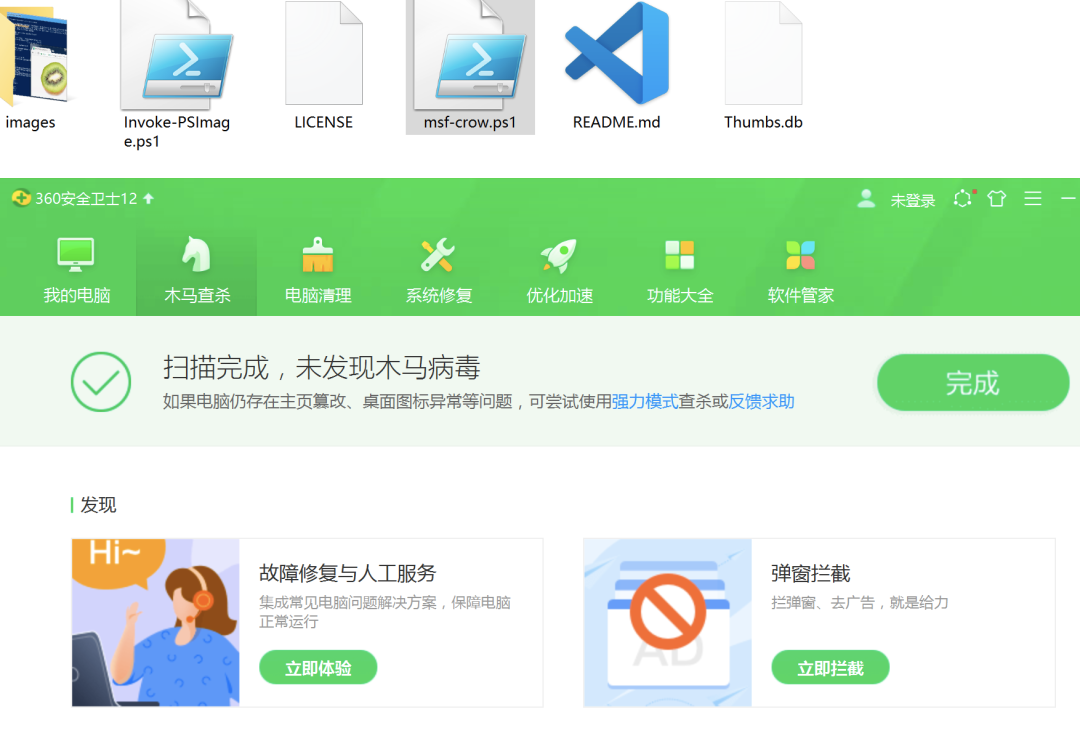 images
Invoke-PSImag
e.ps1
LICENSE
msf-crow.ps1
README.md
Thumbs.db
360安全卫士12
未登录
我的电脑
木马查杀
电脑清理
系统修复
优化加速
功能大全
软件管家
扫描完成，未发现木马病毒
如果电脑仍存在主页篡改、桌面图标异常等问题，可尝试使用强力模式查杀或反馈求助
完成
发现
Hi~
故障修复与人工服务
集成常见电脑问题解决方案，保障电脑
正常运行
立即体验
AD
弹窗拦截
拦弹窗、去广告，就是给力
立即拦截